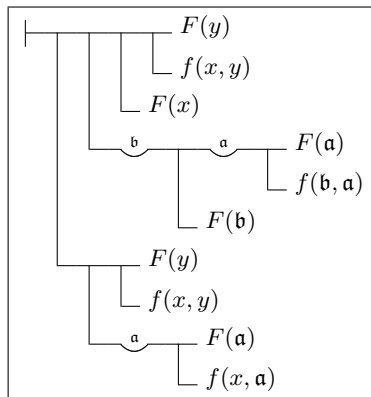 F(y)
f(x, y)
F(x)
𝔟 𝔞 F(𝔞)
f(𝔟, 𝔞)
F(𝔟)
F(y)
f(x, y)
𝔞 F(𝔞)
f(x, 𝔞)